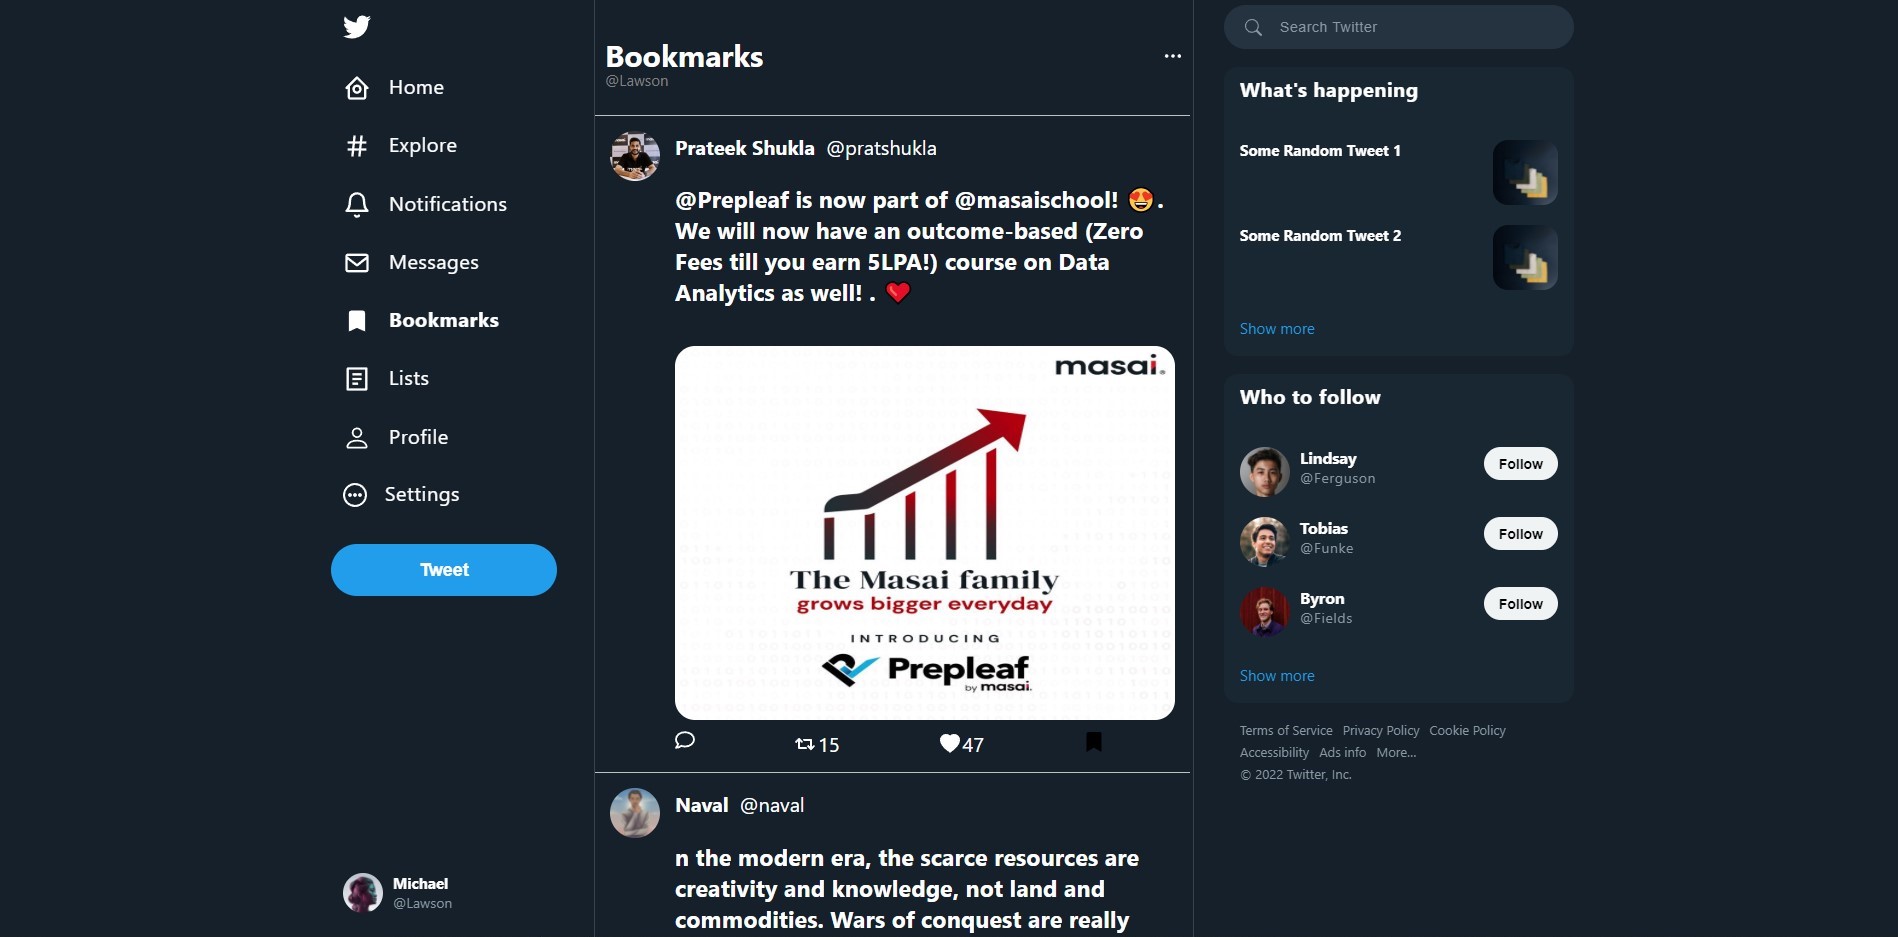 Home
Explore
Notifications
Messages
Bookmarks
Lists
Profile
Settings
Tweet
Michael
@Lawson
Bookmarks
@Lawson
Prateek Shukla @pratshukla
@Prepleaf is now part of @masaischool! 😍.
We will now have an outcome-based (Zero
Fees till you earn 5LPA!) course on Data
Analytics as well! . ❤️
masai.
The Masai family
grows bigger everyday
INTRODUCING
Prepleaf
by masai.
15
47
Naval @naval
n the modern era, the scarce resources are
creativity and knowledge, not land and
commodities. Wars of conquest are really
Search Twitter
What's happening
Some Random Tweet 1
Some Random Tweet 2
Show more
Who to follow
Lindsay
@Ferguson
Follow
Tobias
@Funke
Follow
Byron
@Fields
Follow
Show more
Terms of Service Privacy Policy Cookie Policy
Accessibility Ads info More...
© 2022 Twitter, Inc.